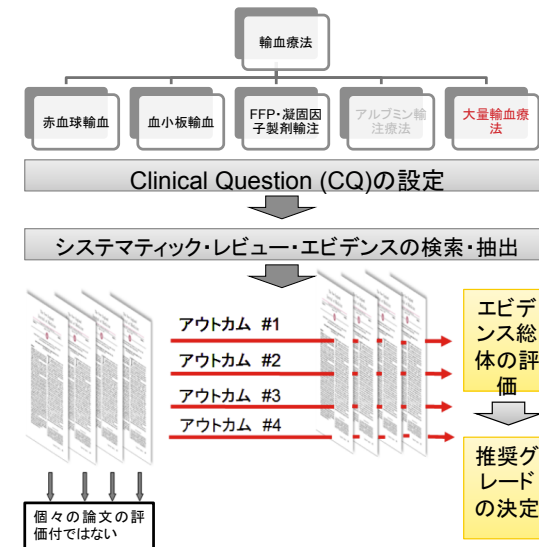 輸血療法
赤血球輸血
血小板輸血
FFP・凝固因
子製剤輸注
アルブミン輸
注療法
大量輸血療
法
Clinical Question (CQ)の設定
システマティック・レビュー・エビデンスの検索・抽出
アウトカム #1
アウトカム #2
アウトカム #3
アウトカム #4
エビデ
ンス総
体の評
価
推奨グ
レード
の決定
個々の論文の評
価付ではない